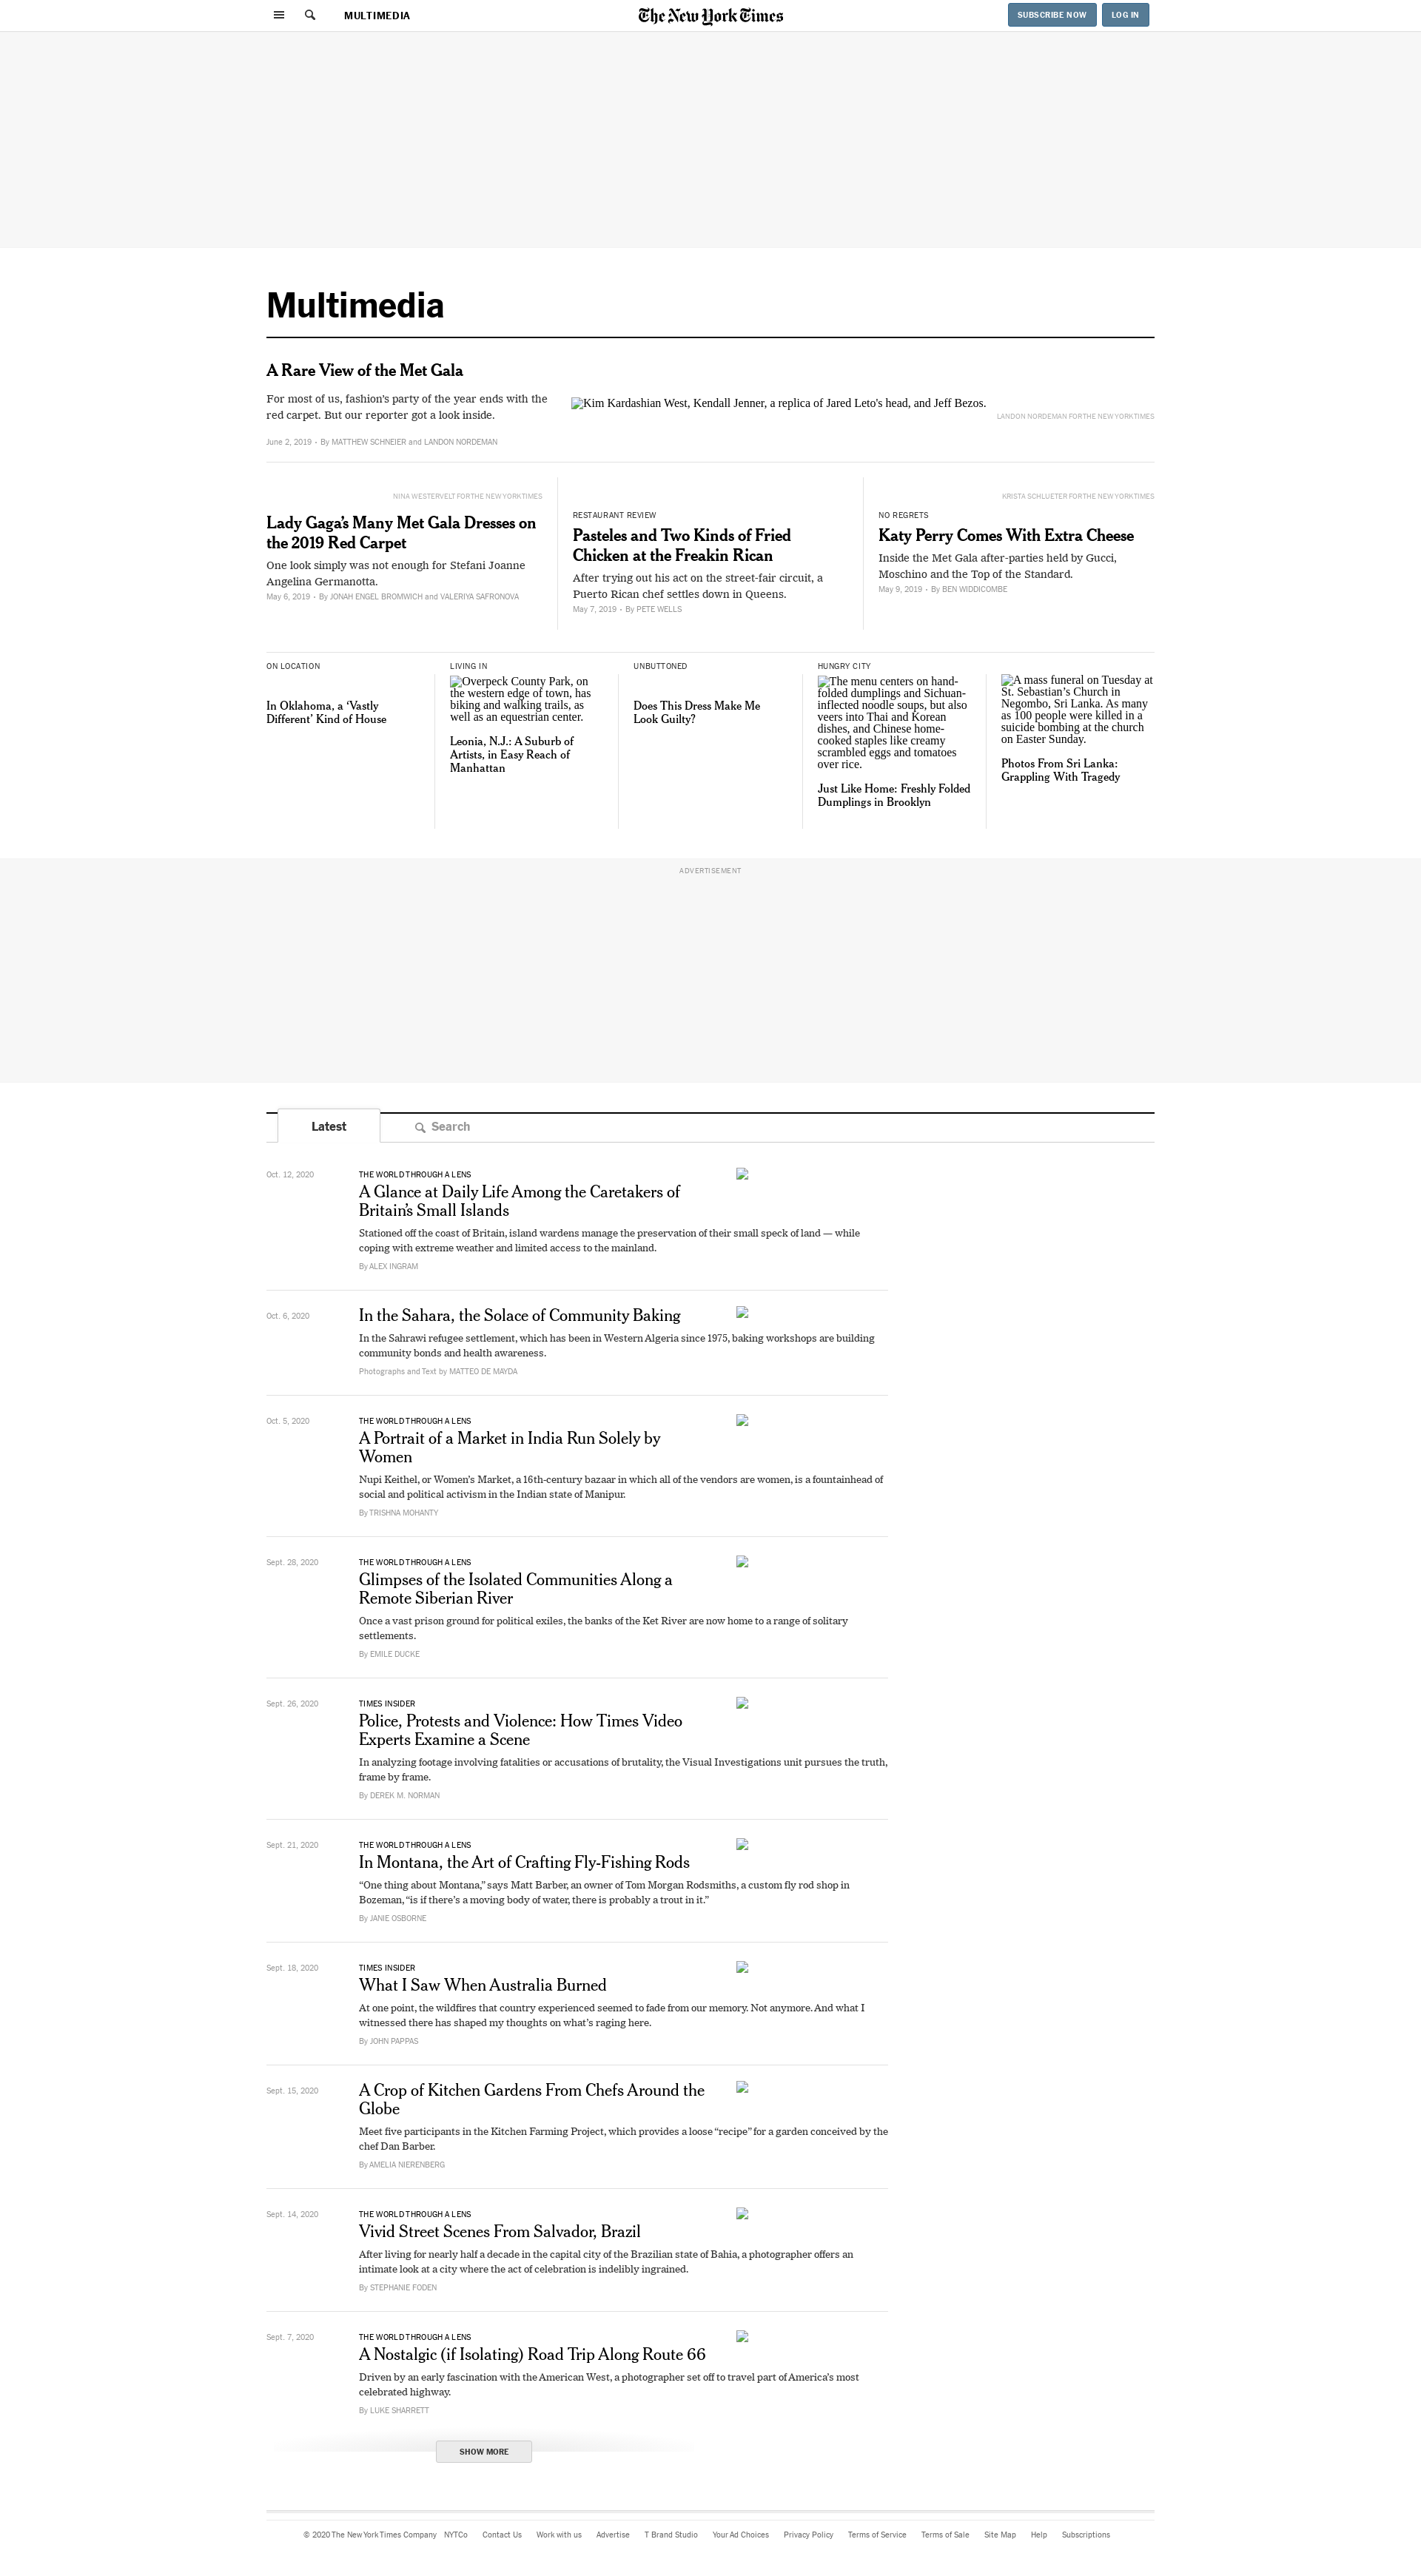 MULTIMEDIA
The New York Times
SUBSCRIBE NOW
LOG IN
Multimedia
A Rare View of the Met Gala
For most of us, fashion's party of the year ends with the
red carpet. But our reporter got a look inside.
June 2, 2019 • By MATTHEW SCHNEIER and LANDON NORDEMAN
Kim Kardashian West, Kendall Jenner, a replica of Jared Leto's head, and Jeff Bezos.
LANDON NORDEMAN FOR THE NEW YORK TIMES
NINA WESTERVELT FOR THE NEW YORK TIMES
Lady Gaga’s Many Met Gala Dresses on
the 2019 Red Carpet
One look simply was not enough for Stefani Joanne
Angelina Germanotta.
May 6, 2019 • By JONAH ENGEL BROMWICH and VALERIYA SAFRONOVA
RESTAURANT REVIEW
Pasteles and Two Kinds of Fried
Chicken at the Freakin Rican
After trying out his act on the street-fair circuit, a
Puerto Rican chef settles down in Queens.
May 7, 2019 • By PETE WELLS
KRISTA SCHLUETER FOR THE NEW YORK TIMES
NO REGRETS
Katy Perry Comes With Extra Cheese
Inside the Met Gala after-parties held by Gucci,
Moschino and the Top of the Standard.
May 9, 2019 • By BEN WIDDICOMBE
ON LOCATION
In Oklahoma, a ‘Vastly
Different’ Kind of House
LIVING IN
Overpeck County Park, on
the western edge of town, has
biking and walking trails, as
well as an equestrian center.
Leonia, N.J.: A Suburb of
Artists, in Easy Reach of
Manhattan
UNBUTTONED
Does This Dress Make Me
Look Guilty?
HUNGRY CITY
The menu centers on hand-
folded dumplings and Sichuan-
inflected noodle soups, but also
veers into Thai and Korean
dishes, and Chinese home-
cooked staples like creamy
scrambled eggs and tomatoes
over rice.
Just Like Home: Freshly Folded
Dumplings in Brooklyn
A mass funeral on Tuesday at
St. Sebastian’s Church in
Negombo, Sri Lanka. As many
as 100 people were killed in a
suicide bombing at the church
on Easter Sunday.
Photos From Sri Lanka:
Grappling With Tragedy
ADVERTISEMENT
Latest
Search
Oct. 12, 2020
THE WORLD THROUGH A LENS
A Glance at Daily Life Among the Caretakers of
Britain’s Small Islands
Stationed off the coast of Britain, island wardens manage the preservation of their small speck of land — while
coping with extreme weather and limited access to the mainland.
By ALEX INGRAM
Oct. 6, 2020
In the Sahara, the Solace of Community Baking
In the Sahrawi refugee settlement, which has been in Western Algeria since 1975, baking workshops are building
community bonds and health awareness.
Photographs and Text by MATTEO DE MAYDA
Oct. 5, 2020
THE WORLD THROUGH A LENS
A Portrait of a Market in India Run Solely by
Women
Nupi Keithel, or Women’s Market, a 16th-century bazaar in which all of the vendors are women, is a fountainhead of
social and political activism in the Indian state of Manipur.
By TRISHNA MOHANTY
Sept. 28, 2020
THE WORLD THROUGH A LENS
Glimpses of the Isolated Communities Along a
Remote Siberian River
Once a vast prison ground for political exiles, the banks of the Ket River are now home to a range of solitary
settlements.
By EMILE DUCKE
Sept. 26, 2020
TIMES INSIDER
Police, Protests and Violence: How Times Video
Experts Examine a Scene
In analyzing footage involving fatalities or accusations of brutality, the Visual Investigations unit pursues the truth,
frame by frame.
By DEREK M. NORMAN
Sept. 21, 2020
THE WORLD THROUGH A LENS
In Montana, the Art of Crafting Fly-Fishing Rods
“One thing about Montana,” says Matt Barber, an owner of Tom Morgan Rodsmiths, a custom fly rod shop in
Bozeman, “is if there’s a moving body of water, there is probably a trout in it.”
By JANIE OSBORNE
Sept. 18, 2020
TIMES INSIDER
What I Saw When Australia Burned
At one point, the wildfires that country experienced seemed to fade from our memory. Not anymore. And what I
witnessed there has shaped my thoughts on what’s raging here.
By JOHN PAPPAS
Sept. 15, 2020
A Crop of Kitchen Gardens From Chefs Around the
Globe
Meet five participants in the Kitchen Farming Project, which provides a loose “recipe” for a garden conceived by the
chef Dan Barber.
By AMELIA NIERENBERG
Sept. 14, 2020
THE WORLD THROUGH A LENS
Vivid Street Scenes From Salvador, Brazil
After living for nearly half a decade in the capital city of the Brazilian state of Bahia, a photographer offers an
intimate look at a city where the act of celebration is indelibly ingrained.
By STEPHANIE FODEN
Sept. 7, 2020
THE WORLD THROUGH A LENS
A Nostalgic (if Isolating) Road Trip Along Route 66
Driven by an early fascination with the American West, a photographer set off to travel part of America’s most
celebrated highway.
By LUKE SHARRETT
SHOW MORE
© 2020 The New York Times Company NYTCo Contact Us Work with us Advertise T Brand Studio Your Ad Choices Privacy Policy Terms of Service Terms of Sale Site Map Help Subscriptions